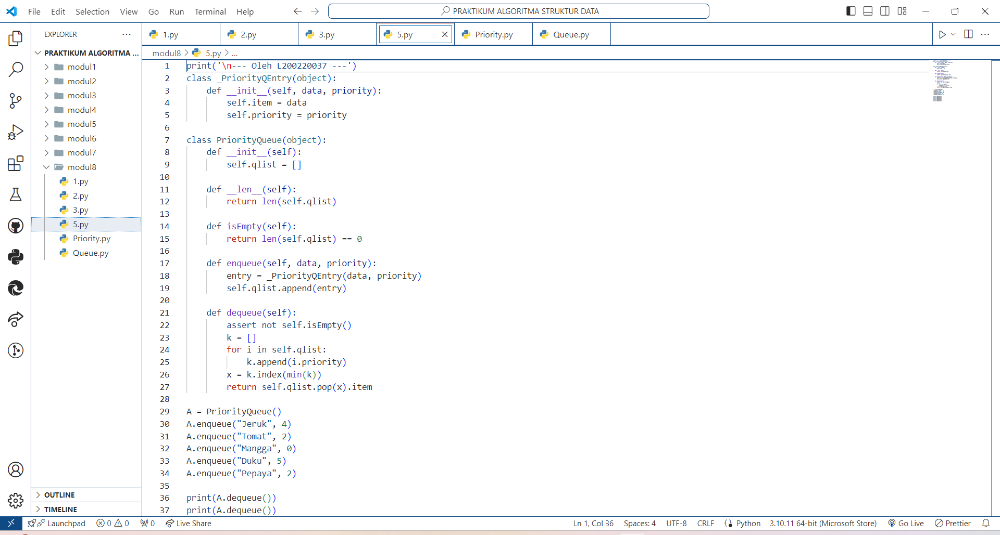 File Edit Selection View Go Run Terminal Help
PRAKTIKUM ALGORITMA STRUKTUR DATA
EXPLORER
PRAKTIKUM ALGORITMA ...
modul1
modul2
modul3
modul4
modul5
modul6
modul7
modul8
1.py
2.py
3.py
5.py
Priority.py
Queue.py
OUTLINE
TIMELINE
1.py 2.py 3.py 5.py Priority.py Queue.py
modul8 > 5.py > ...
1 print('\n--- Oleh L200220037 ---')
2 class _PriorityQEntry(object):
3     def __init__(self, data, priority):
4         self.item = data
5         self.priority = priority
6
7 class PriorityQueue(object):
8     def __init__(self):
9         self.qlist = []
10
11     def __len__(self):
12         return len(self.qlist)
13
14     def isEmpty(self):
15         return len(self.qlist) == 0
16
17     def enqueue(self, data, priority):
18         entry = _PriorityQEntry(data, priority)
19         self.qlist.append(entry)
20
21     def dequeue(self):
22         assert not self.isEmpty()
23         k = []
24         for i in self.qlist:
25             k.append(i.priority)
26         x = k.index(min(k))
27         return self.qlist.pop(x).item
28
29 A = PriorityQueue()
30 A.enqueue("Jeruk", 4)
31 A.enqueue("Tomat", 2)
32 A.enqueue("Mangga", 0)
33 A.enqueue("Duku", 5)
34 A.enqueue("Pepaya", 2)
35
36 print(A.dequeue())
37 print(A.dequeue())
Launchpad 0 0 0 Live Share Ln 1, Col 36 Spaces: 4 UTF-8 CRLF Python 3.10.11 64-bit (Microsoft Store) Go Live Prettier